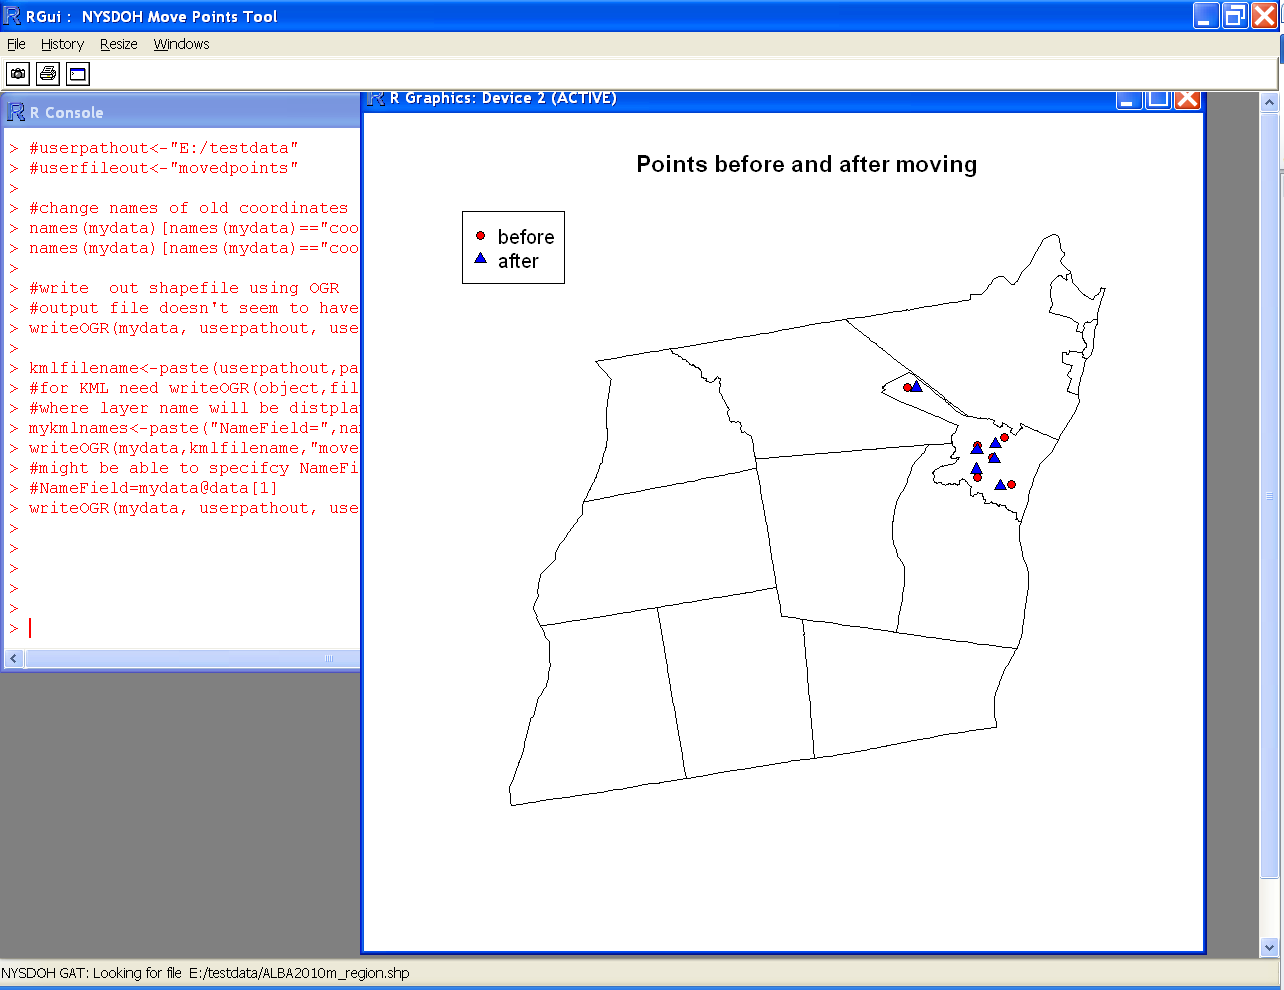 RGui : NYSDOH Move Points Tool
File History Resize Windows
R Console
> #userpathout<-"E:/testdata"
> #userfileout<-"movedpoints"
>
> #change names of old coordinates
> names(mydata)[names(mydata)=="coo
> names(mydata)[names(mydata)=="coo
>
> #write  out shapefile using OGR
> #output file doesn't seem to have
> writeOGR(mydata, userpathout, use
>
> kmlfilename<-paste(userpathout,pa
> #for KML need writeOGR(object,fil
> #where layer name will be distpla
> mykmlnames<-paste("NameField=",na
> writeOGR(mydata,kmlfilename,"move
> #might be able to specifcy NameFi
> #NameField=mydata@data[1]
> writeOGR(mydata, userpathout, use
>
>
>
>
>
>
R Graphics: Device 2 (ACTIVE)
Points before and after moving
before
after
NYSDOH GAT: Looking for file E:/testdata/ALBA2010m_region.shp